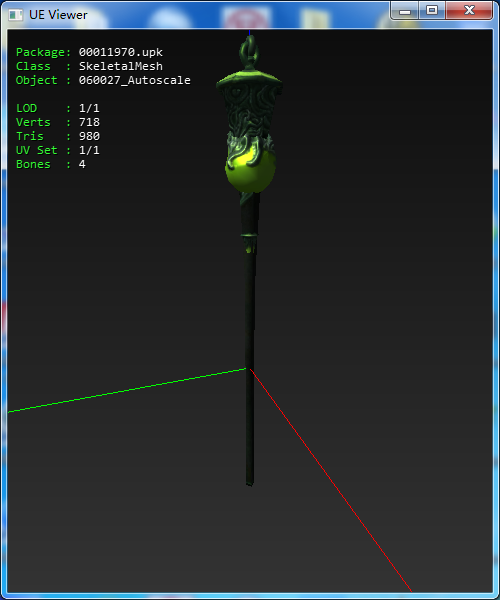 UE Viewer
Package: 00011970.upk
Class : SkeletalMesh
Object : 060027_Autoscale
LOD : 1/1
Verts : 718
Tris : 980
UV Set : 1/1
Bones : 4